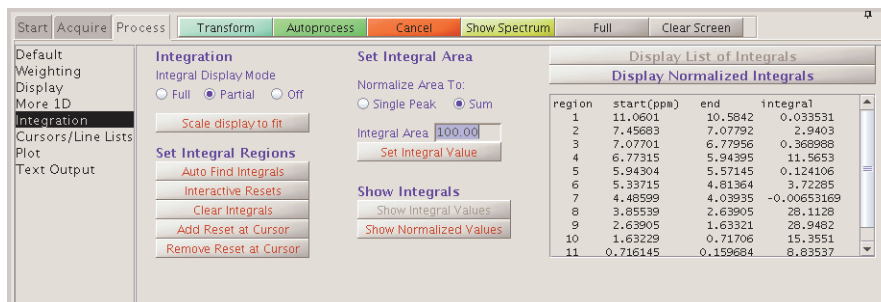 Start Acquire Process Transform Autoprocess Cancel Show Spectrum Full Clear Screen
Default
Weighting
Display
More 1D
Integration
Cursors/Line Lists
Plot
Text Output
Integration
Integral Display Mode
Full Partial Off
Scale display to fit
Set Integral Regions
Auto Find Integrals
Interactive Resets
Clear Integrals
Add Reset at Cursor
Remove Reset at Cursor
Set Integral Area
Normalize Area To:
Single Peak Sum
Integral Area 100.00
Set Integral Value
Show Integrals
Show Integral Values
Show Normalized Values
Display List of Integrals
Display Normalized Integrals
region start(ppm) end integral
1 11.0601 10.5842 0.033531
2 7.45683 7.07792 2.9403
3 7.07701 6.77956 0.368988
4 6.77315 5.94395 11.5653
5 5.94304 5.57145 0.124106
6 5.33715 4.81364 3.72285
7 4.48599 4.03935 -0.00653169
8 3.85539 2.63905 28.1128
9 2.63905 1.63321 28.9482
10 1.63229 0.71706 15.3551
11 0.716145 0.159684 8.83537